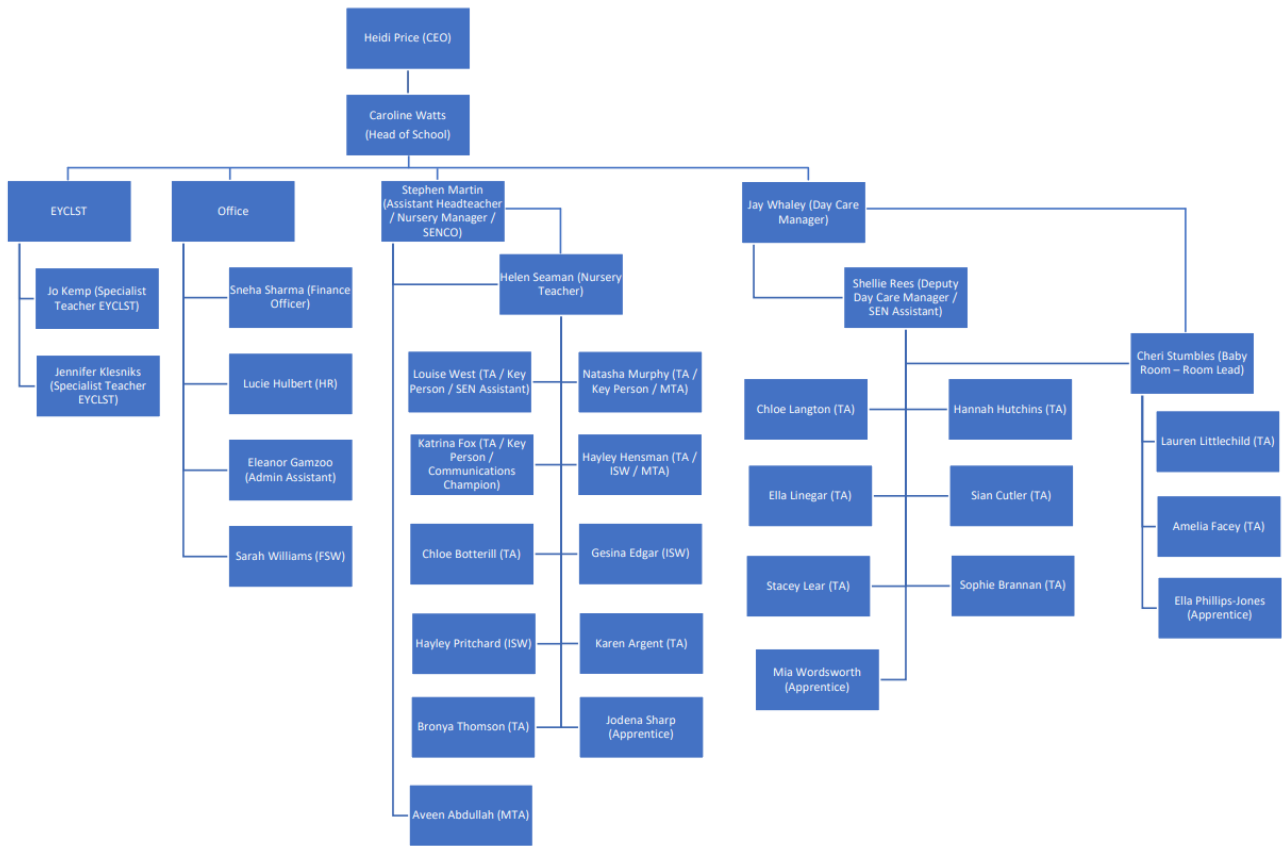 Heidi Price (CEO)
Caroline Watts
(Head of School)
EYCLST
Office
Stephen Martin
(Assistant Headteacher
/ Nursery Manager /
SENCO)
Jay Whaley (Day Care
Manager)
Jo Kemp (Specialist
Teacher EYCLST)
Jennifer Klesniks
(Specialist Teacher
EYCLST)
Sneha Sharma (Finance
Officer)
Lucie Hulbert (HR)
Eleanor Gamzoo
(Admin Assistant)
Sarah Williams (FSW)
Helen Seaman (Nursery
Teacher)
Louise West (TA / Key
Person / SEN Assistant)
Natasha Murphy (TA /
Key Person / MTA)
Katrina Fox (TA / Key
Person /
Communications
Champion)
Hayley Hensman (TA /
ISW / MTA)
Chloe Botterill (TA)
Gesina Edgar (ISW)
Hayley Pritchard (ISW)
Karen Argent (TA)
Bronya Thomson (TA)
Jodena Sharp
(Apprentice)
Aveen Abdullah (MTA)
Shellie Rees (Deputy
Day Care Manager /
SEN Assistant)
Chloe Langton (TA)
Hannah Hutchins (TA)
Ella Linegar (TA)
Sian Cutler (TA)
Stacey Lear (TA)
Sophie Brannan (TA)
Mia Wordsworth
(Apprentice)
Cheri Stumbles (Baby
Room – Room Lead)
Lauren Littlechild (TA)
Amelia Facey (TA)
Ella Phillips-Jones
(Apprentice)